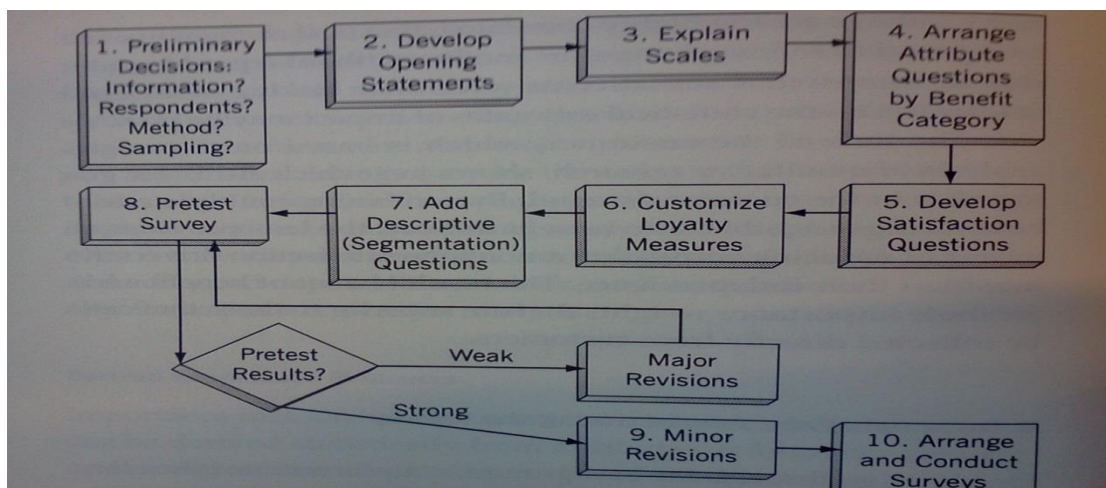 1. Preliminary
Decisions:
Information?
Respondents?
Method?
Sampling?
2. Develop
Opening
Statements
3. Explain
Scales
4. Arrange
Attribute
Questions
by Benefit
Category
5. Develop
Satisfaction
Questions
6. Customize
Loyalty
Measures
7. Add
Descriptive
(Segmentation)
Questions
8. Pretest
Survey
Pretest
Results?
Weak
Major
Revisions
Strong
9. Minor
Revisions
10. Arrange
and Conduct
Surveys